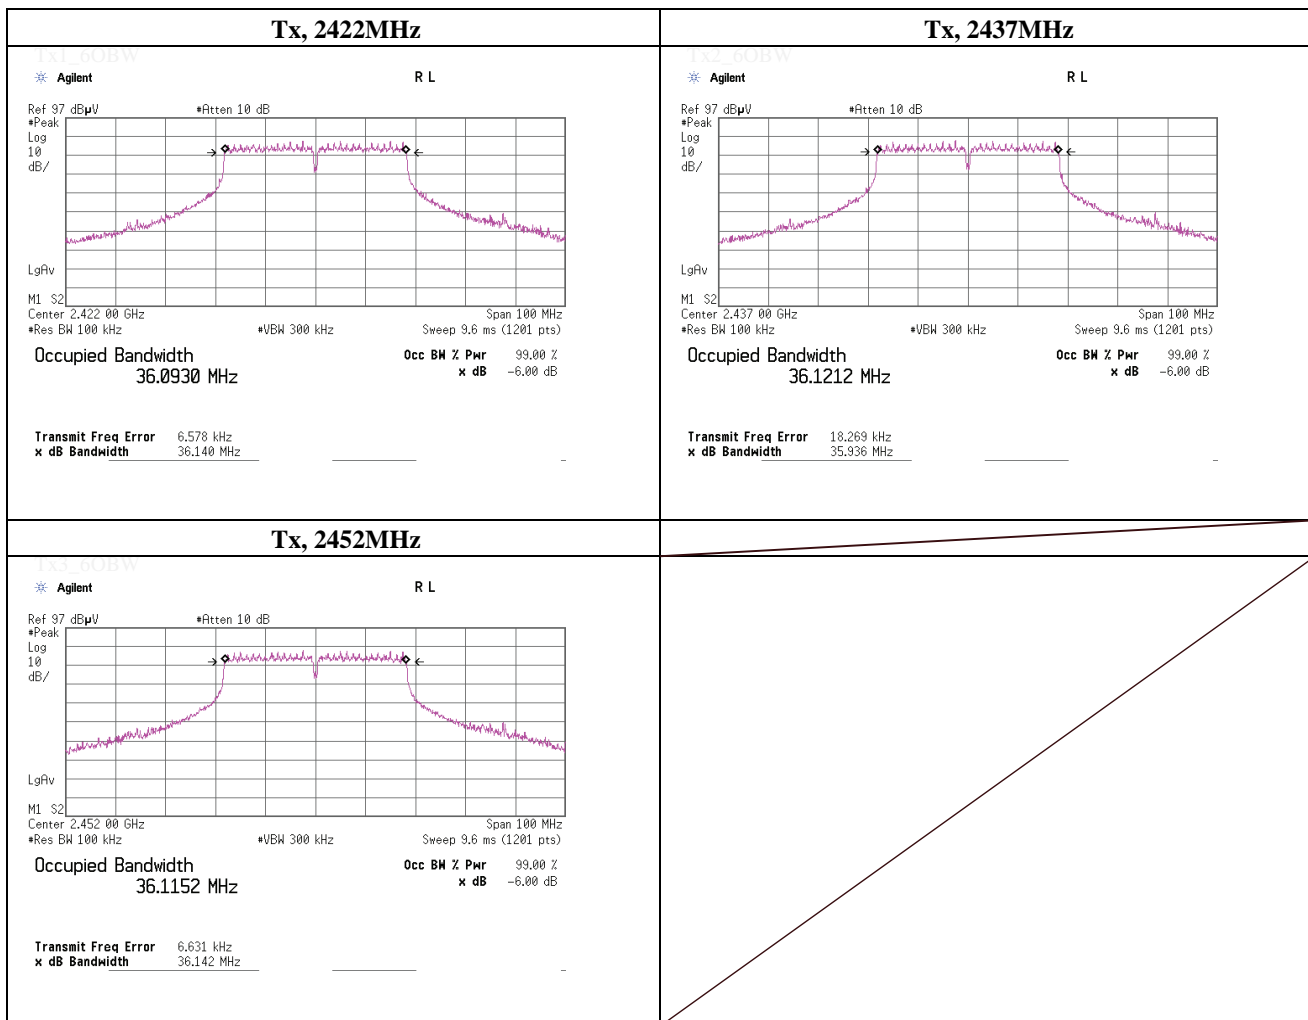 Tx, 2422MHz
Tx1_6OBW
Agilent R L
Ref 97 dBµV #Atten 10 dB
#Peak
Log
10
dB/
LgAv
M1 S2
Center 2.422 00 GHz Span 100 MHz
#Res BW 100 kHz #VBW 300 kHz Sweep 9.6 ms (1201 pts)
Occupied Bandwidth Occ BW % Pwr 99.00 %
36.0930 MHz x dB -6.00 dB
Transmit Freq Error 6.578 kHz
x dB Bandwidth 36.140 MHz
Tx, 2437MHz
Tx2_6OBW
Agilent R L
Ref 97 dBµV #Atten 10 dB
#Peak
Log
10
dB/
LgAv
M1 S2
Center 2.437 00 GHz Span 100 MHz
#Res BW 100 kHz #VBW 300 kHz Sweep 9.6 ms (1201 pts)
Occupied Bandwidth Occ BW % Pwr 99.00 %
36.1212 MHz x dB -6.00 dB
Transmit Freq Error 18.269 kHz
x dB Bandwidth 35.936 MHz
Tx, 2452MHz
Tx3_6OBW
Agilent R L
Ref 97 dBµV #Atten 10 dB
#Peak
Log
10
dB/
LgAv
M1 S2
Center 2.452 00 GHz Span 100 MHz
#Res BW 100 kHz #VBW 300 kHz Sweep 9.6 ms (1201 pts)
Occupied Bandwidth Occ BW % Pwr 99.00 %
36.1152 MHz x dB -6.00 dB
Transmit Freq Error 6.631 kHz
x dB Bandwidth 36.142 MHz